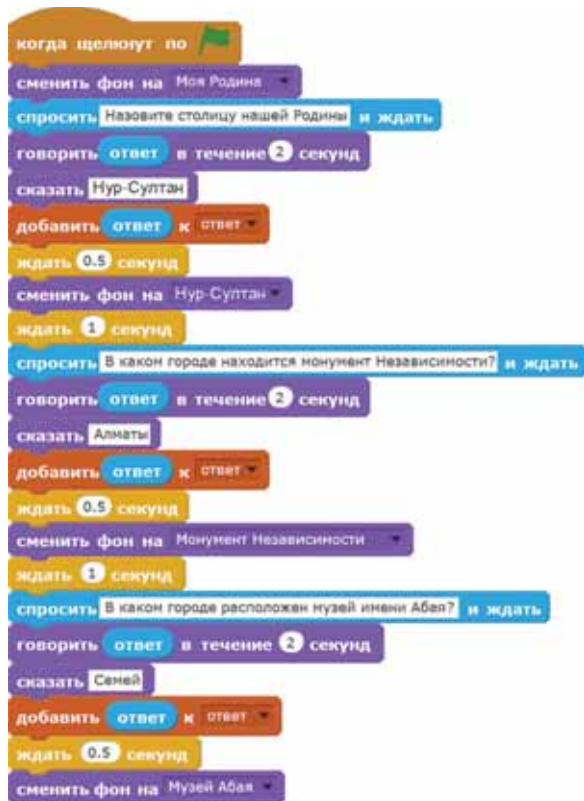 когда щелкнут по
сменить фон на Моя Родина
спросить Назовите столицу нашей Родины и ждать
говорить ответ в течение 2 секунд
сказать Нур-Султан
добавить ответ к ответ
ждать 0.5 секунд
сменить фон на Нур-Султан
ждать 1 секунд
спросить В каком городе находится монумент Независимости? и ждать
говорить ответ в течение 2 секунд
сказать Алматы
добавить ответ к ответ
ждать 0.5 секунд
сменить фон на Монумент Независимости
ждать 1 секунд
спросить В каком городе расположен музей имени Абая? и ждать
говорить ответ в течение 2 секунд
сказать Семей
добавить ответ к ответ
ждать 0.5 секунд
сменить фон на Музей Абая